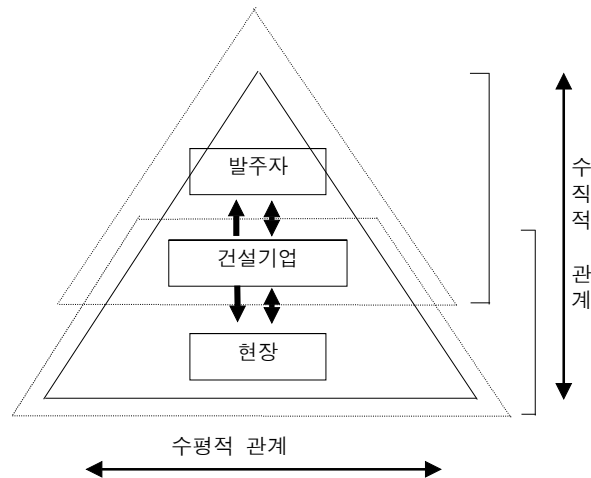 발주자
건설기업
현장
수직적 관계
수평적 관계